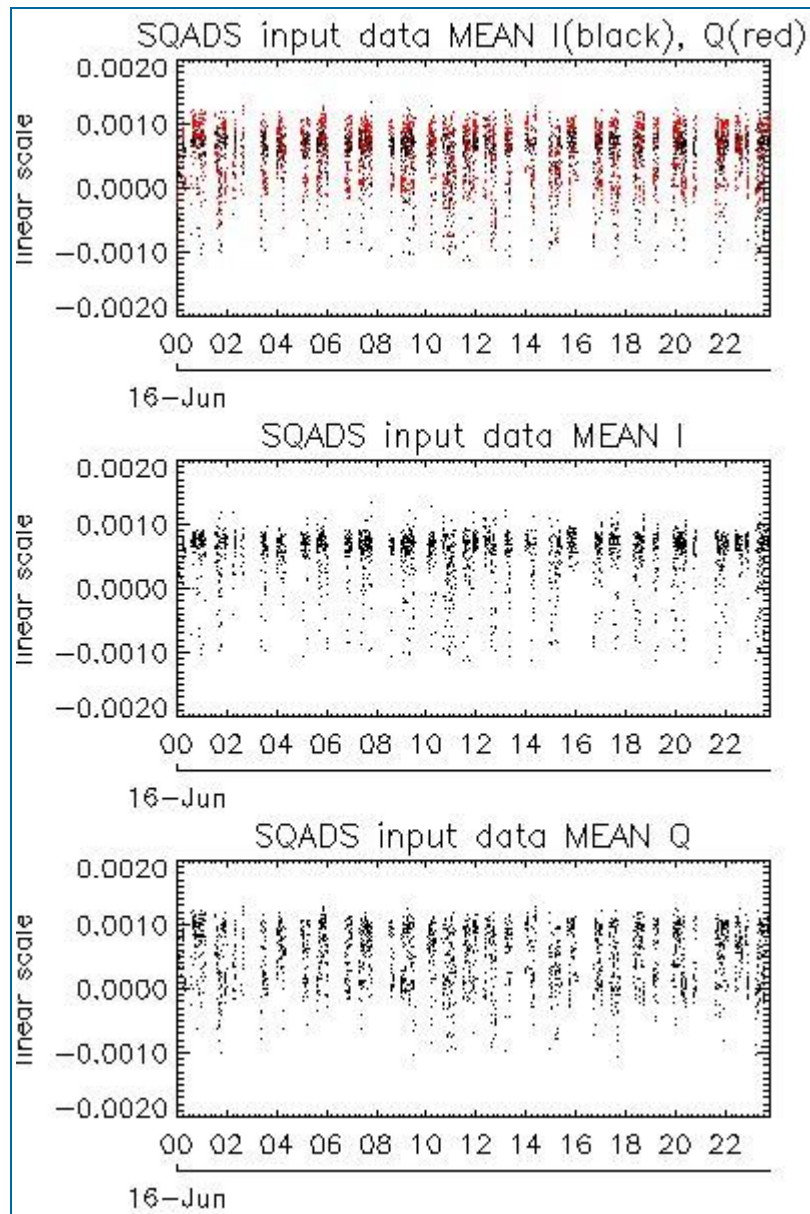 SQADS input data MEAN I(black), Q(red)
0.0020
0.0010
0.0000
-0.0010
-0.0020
linear scale
00 02 04 06 08 10 12 14 16 18 20 22
16-Jun
SQADS input data MEAN I
0.0020
0.0010
0.0000
-0.0010
-0.0020
linear scale
00 02 04 06 08 10 12 14 16 18 20 22
16-Jun
SQADS input data MEAN Q
0.0020
0.0010
0.0000
-0.0010
-0.0020
linear scale
00 02 04 06 08 10 12 14 16 18 20 22
16-Jun